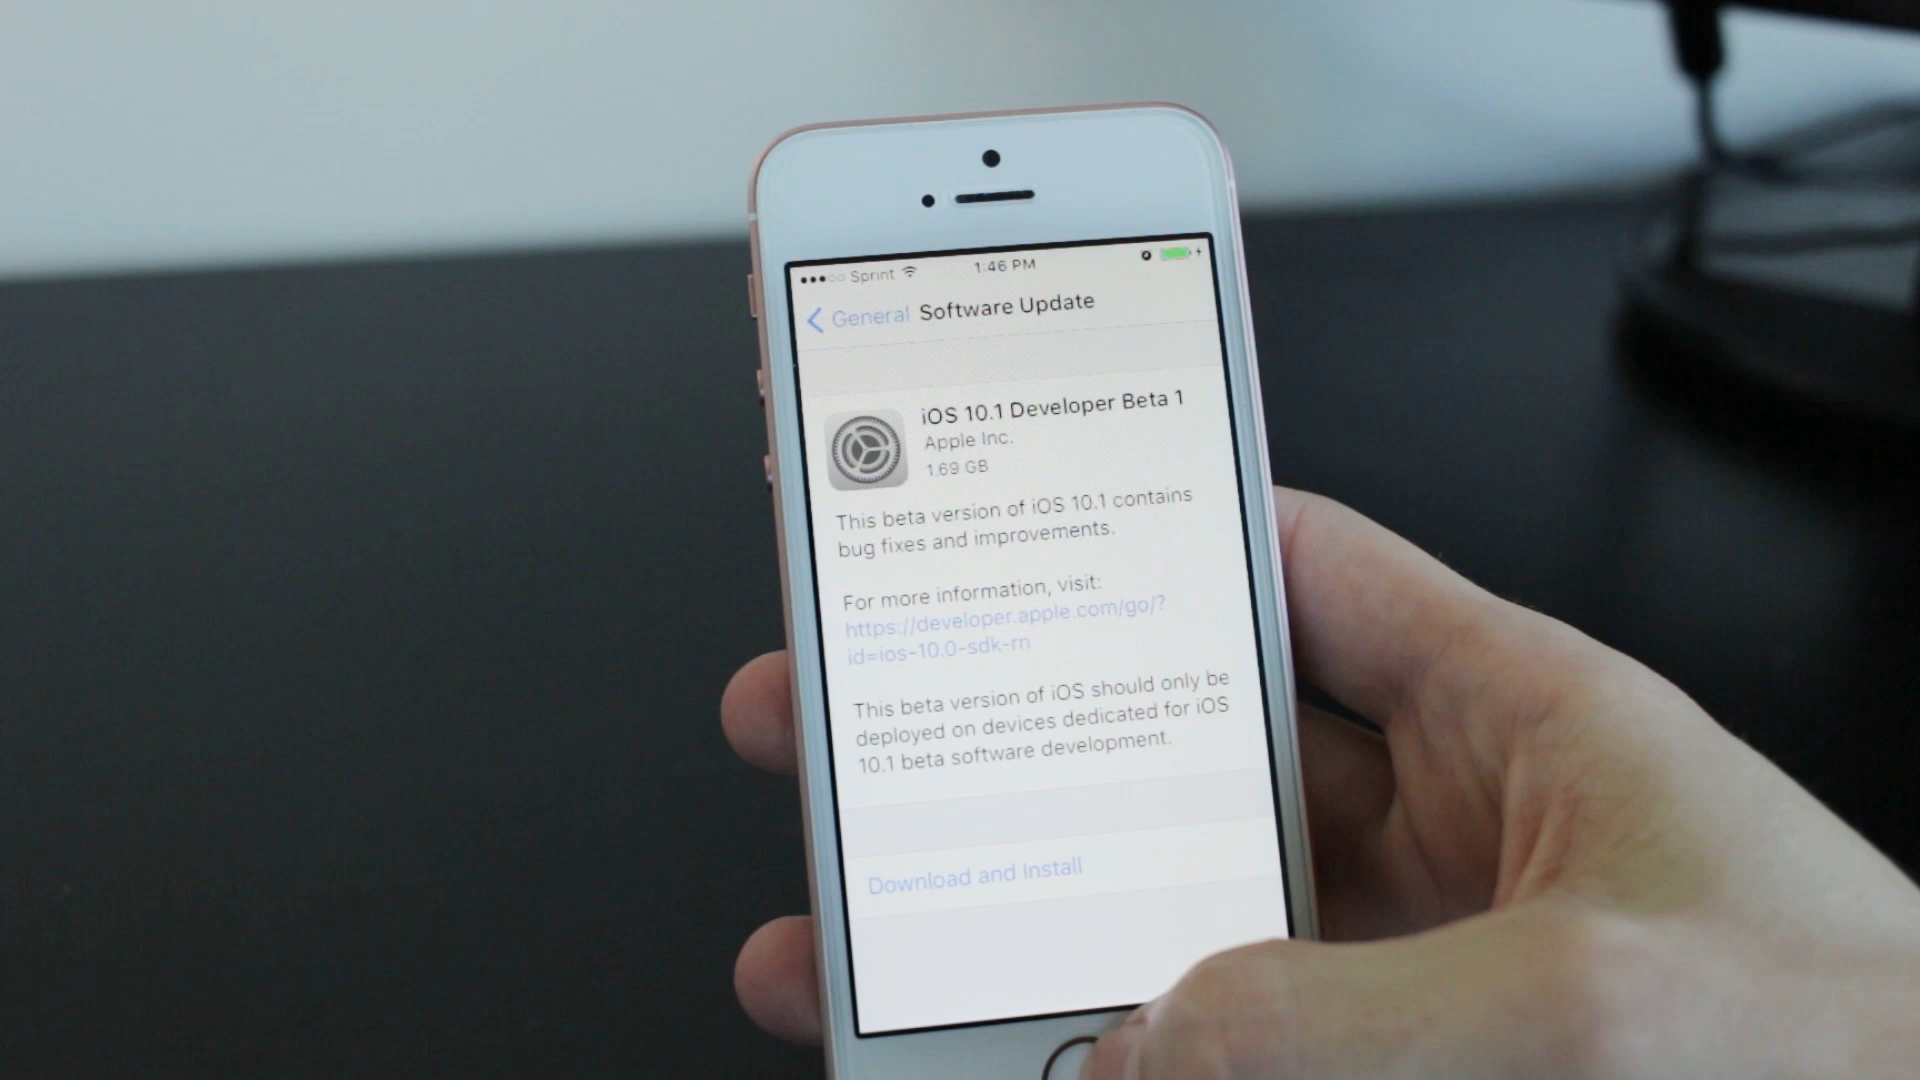 Sprint 1:46 PM
General Software Update
iOS 10.1 Developer Beta 1
Apple Inc.
1.69 GB
This beta version of iOS 10.1 contains
bug fixes and improvements.
For more information, visit:
https://developer.apple.com/go/?
id=ios-10.0-sdk-rn
This beta version of iOS should only be
deployed on devices dedicated for iOS
10.1 beta software development.
Download and Install